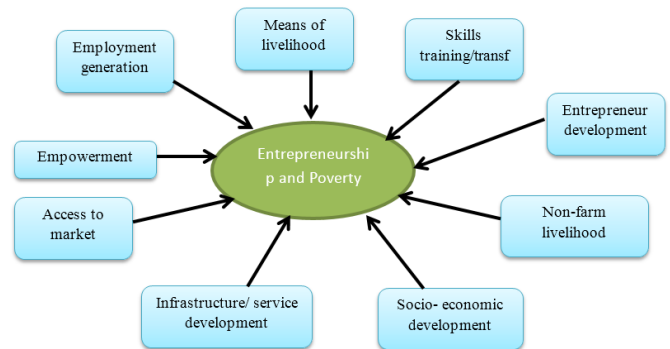 Means of
livelihood
Skills
training/transf
Employment
generation
Entrepreneur
development
Empowerment
Entrepreneurshi
p and Poverty
Access to
market
Non-farm
livelihood
Infrastructure/ service
development
Socio- economic
development